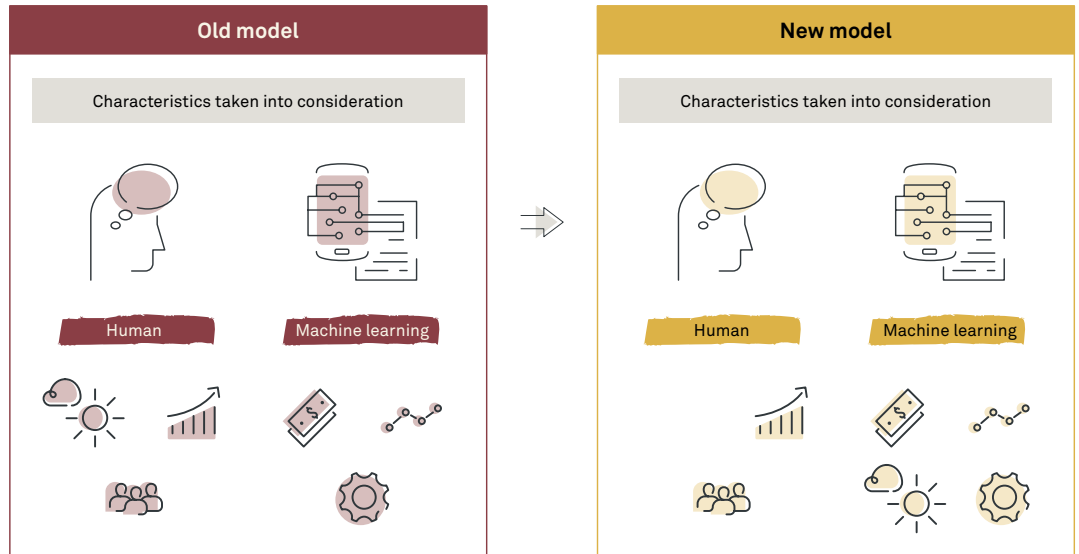 Old model
Characteristics taken into consideration
Human
Machine learning
$
New model
Characteristics taken into consideration
Human
Machine learning
$